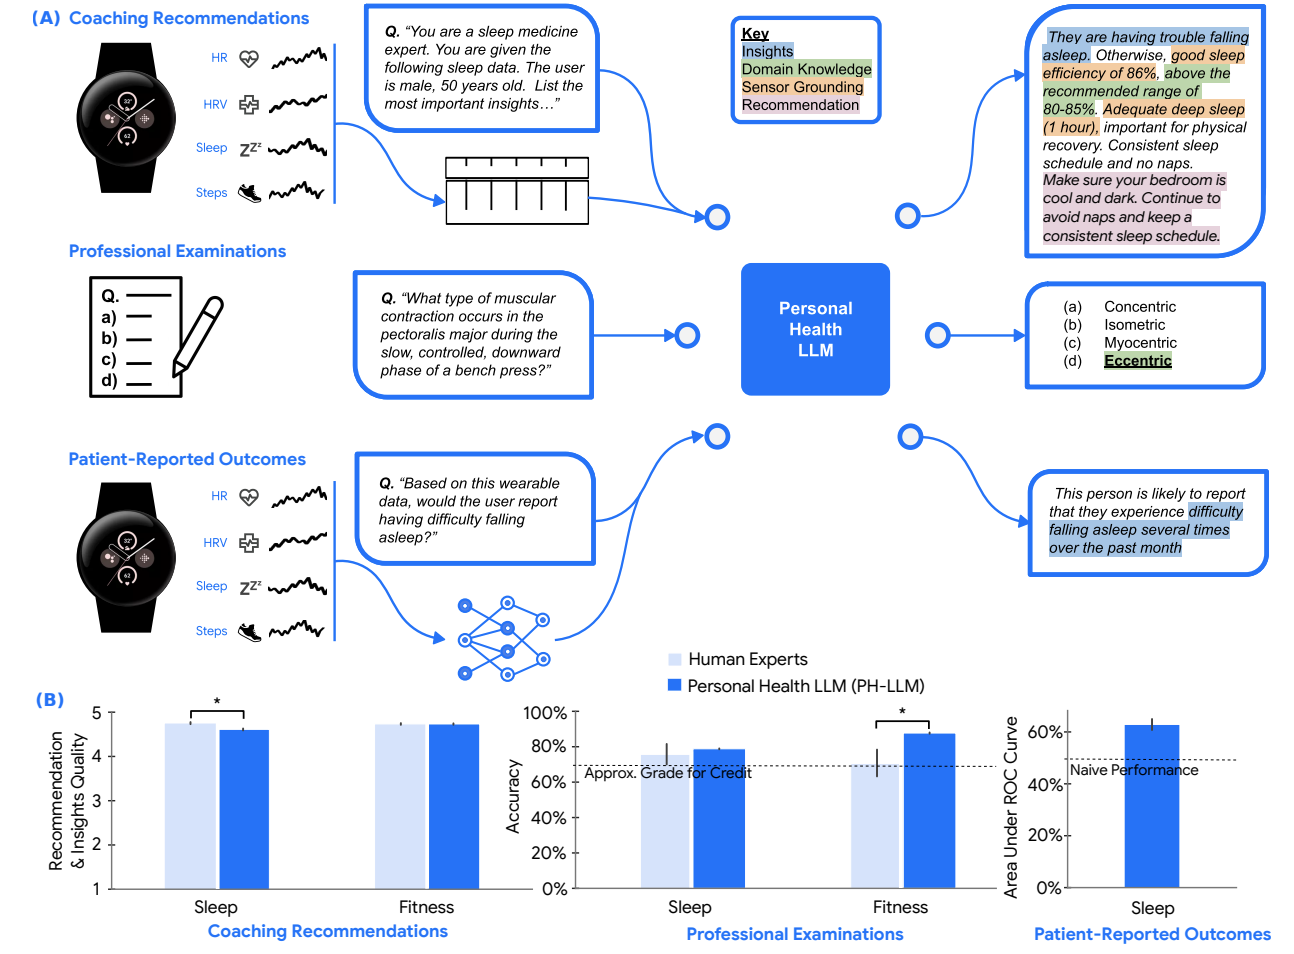 (A) Coaching Recommendations
HR
HRV
Sleep
ZZZ
Steps
32°
62
Q. “You are a sleep medicine
expert. You are given the
following sleep data. The user
is male, 50 years old. List the
most important insights…”
Key
Insights
Domain Knowledge
Sensor Grounding
Recommendation
They are having trouble falling
asleep. Otherwise, good sleep
efficiency of 86%, above the
recommended range of
80-85%. Adequate deep sleep
(1 hour), important for physical
recovery. Consistent sleep
schedule and no naps.
Make sure your bedroom is
cool and dark. Continue to
avoid naps and keep a
consistent sleep schedule.
Professional Examinations
Q.
a)
b)
c)
d)
Q. “What type of muscular
contraction occurs in the
pectoralis major during the
slow, controlled, downward
phase of a bench press?”
Personal
Health
LLM
(a) Concentric
(b) Isometric
(c) Myocentric
(d) Eccentric
Patient-Reported Outcomes
HR
HRV
Sleep
ZZZ
Steps
32°
62
Q. “Based on this wearable
data, would the user report
having difficulty falling
asleep?”
This person is likely to report
that they experience difficulty
falling asleep several times
over the past month
Human Experts
Personal Health LLM (PH-LLM)
(B)
Recommendation
& Insights Quality
5
4
3
2
1
*
Sleep
Fitness
Coaching Recommendations
Accuracy
100%
80%
60%
40%
20%
0%
Approx. Grade for Credit
*
Sleep
Fitness
Professional Examinations
Area Under ROC Curve
60%
40%
20%
0%
Naive Performance
Sleep
Patient-Reported Outcomes